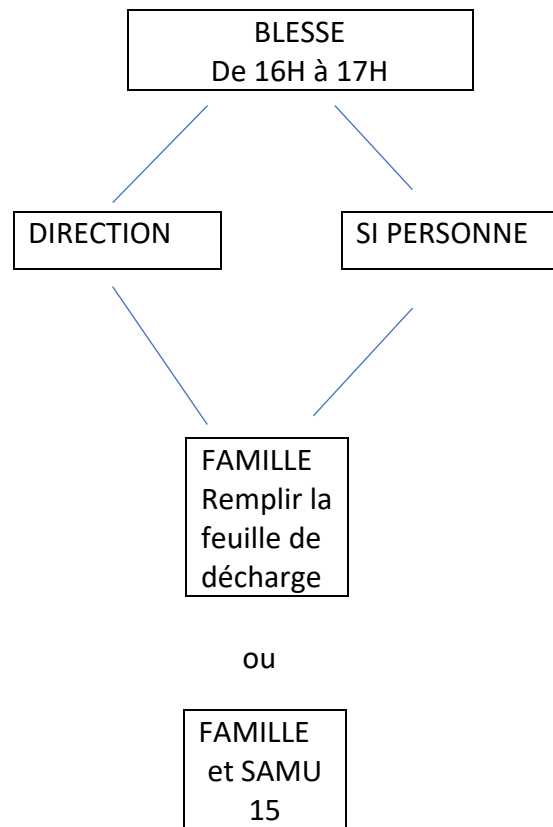 BLESSE
De 16H à 17H
DIRECTION
SI PERSONNE
FAMILLE
Remplir la
feuille de
décharge
ou
FAMILLE
et SAMU
15